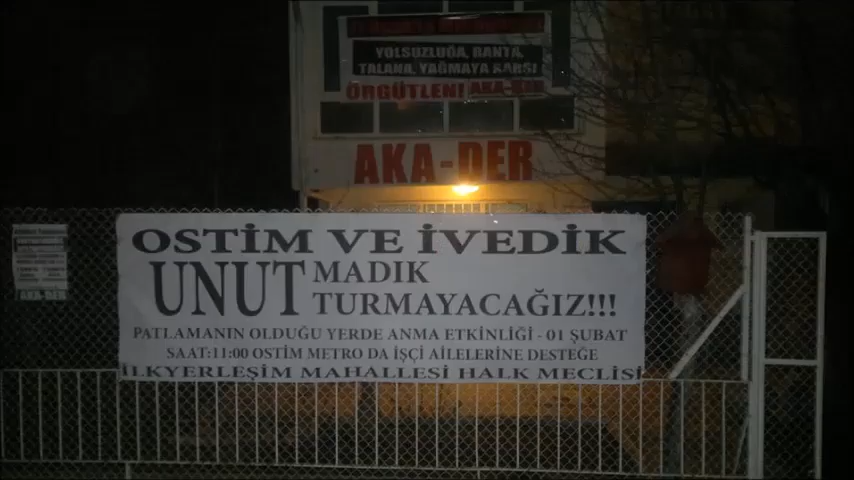 YOLSUZLUĞA, RANTA,
TALANA, YAĞMAYA KARŞI
ÖRGÜTLEN! AKA-DER
AKA-DER
OSTİM VE İVEDİK
UNUT MADIK
TURMAYACAĞIZ!!!
PATLAMANIN OLDUĞU YERDE ANMA ETKİNLİĞİ - 01 ŞUBAT
SAAT:11:00 OSTİM METRO DA İŞÇİ AİLELERİNE DESTEĞE
İLKYERLEŞİM MAHALLESİ HALK MECLİSİ
AKA-DER